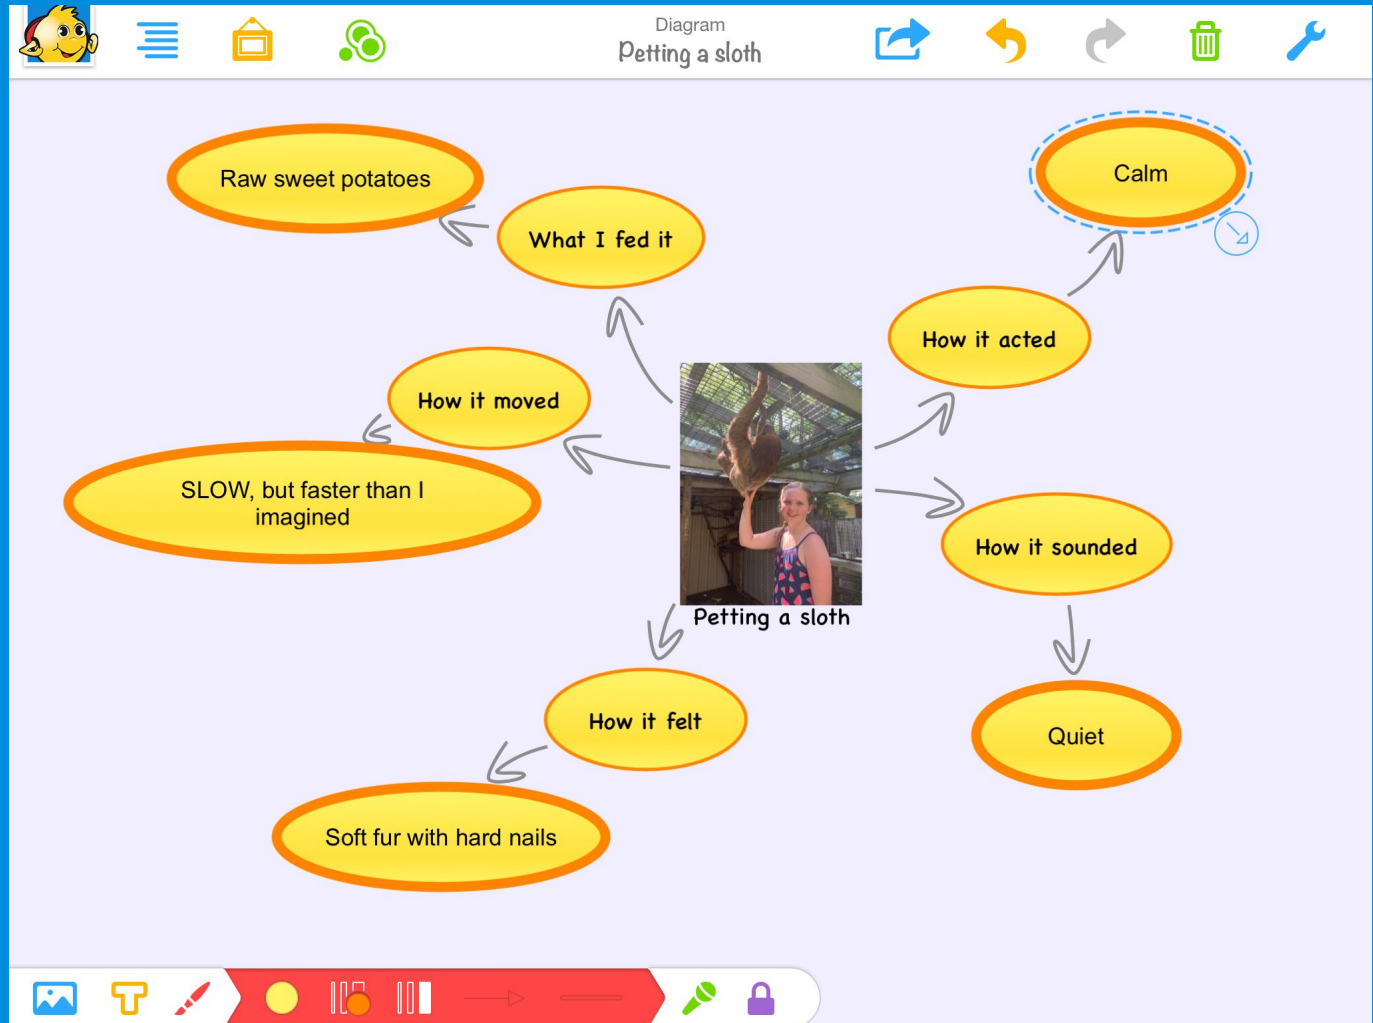 Diagram
Petting a sloth
Raw sweet potatoes
What I fed it
Calm
How it acted
How it moved
SLOW, but faster than I
imagined
How it sounded
Petting a sloth
How it felt
Quiet
Soft fur with hard nails